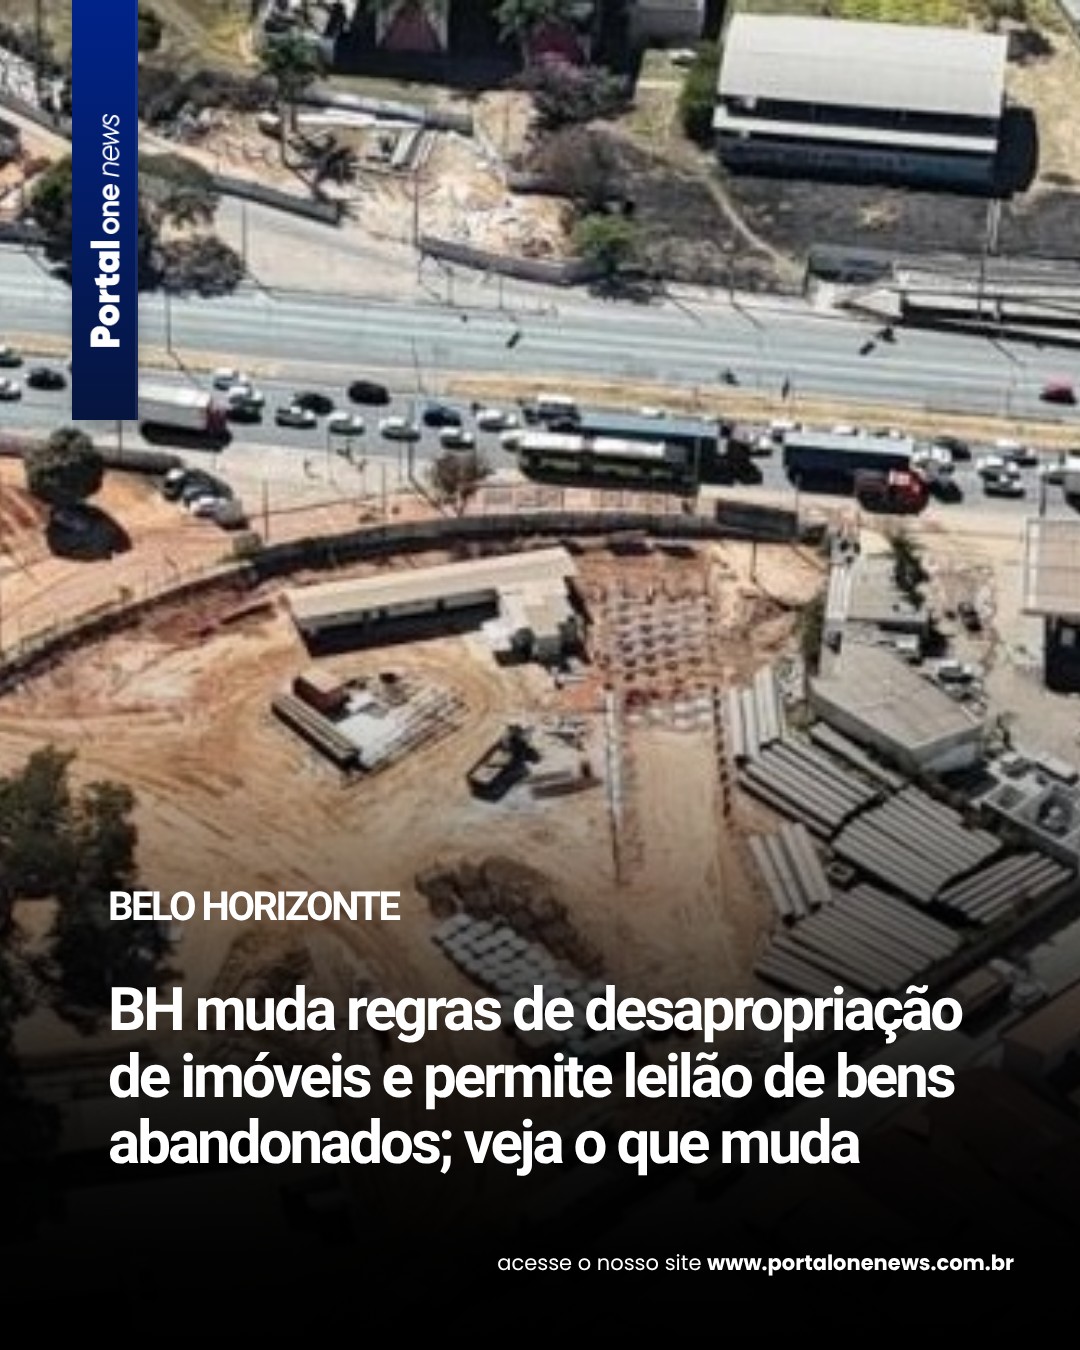 Portal one news
BELO HORIZONTE
BH muda regras de desapropriação
de imóveis e permite leilão de bens
abandonados; veja o que muda
acesse o nosso site www.portalonenews.com.br